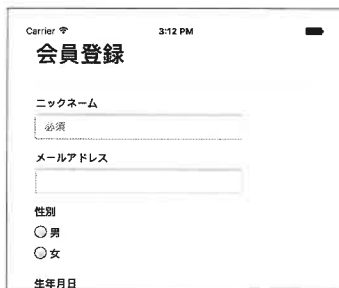 Carrier 3:12 PM
会員登録
ニックネーム
必須
メールアドレス
性別
男
女
生年月日